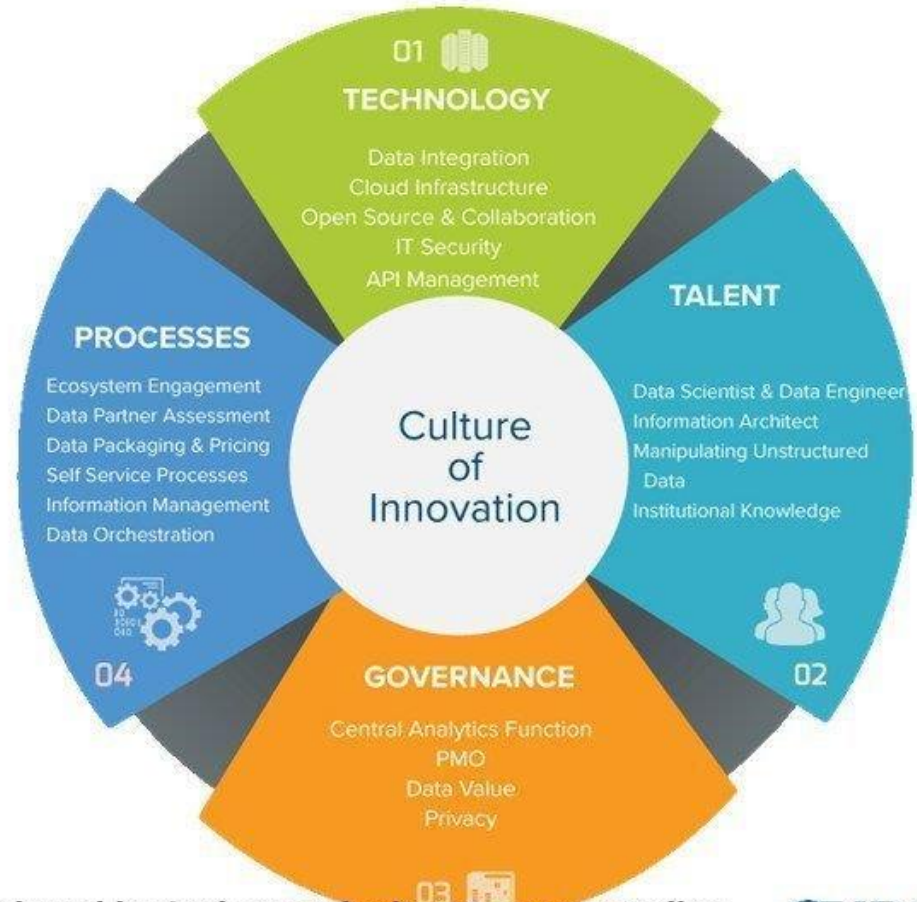 01
TECHNOLOGY
Data Integration
Cloud Infrastructure
Open Source & Collaboration
IT Security
API Management
TALENT
Data Scientist & Data Engineer
Information Architect
Manipulating Unstructured
Data
Institutional Knowledge
02
GOVERNANCE
Central Analytics Function
PMO
Data Value
Privacy
03
PROCESSES
Ecosystem Engagement
Data Partner Assessment
Data Packaging & Pricing
Self Service Processes
Information Management
Data Orchestration
04
Culture
of
Innovation